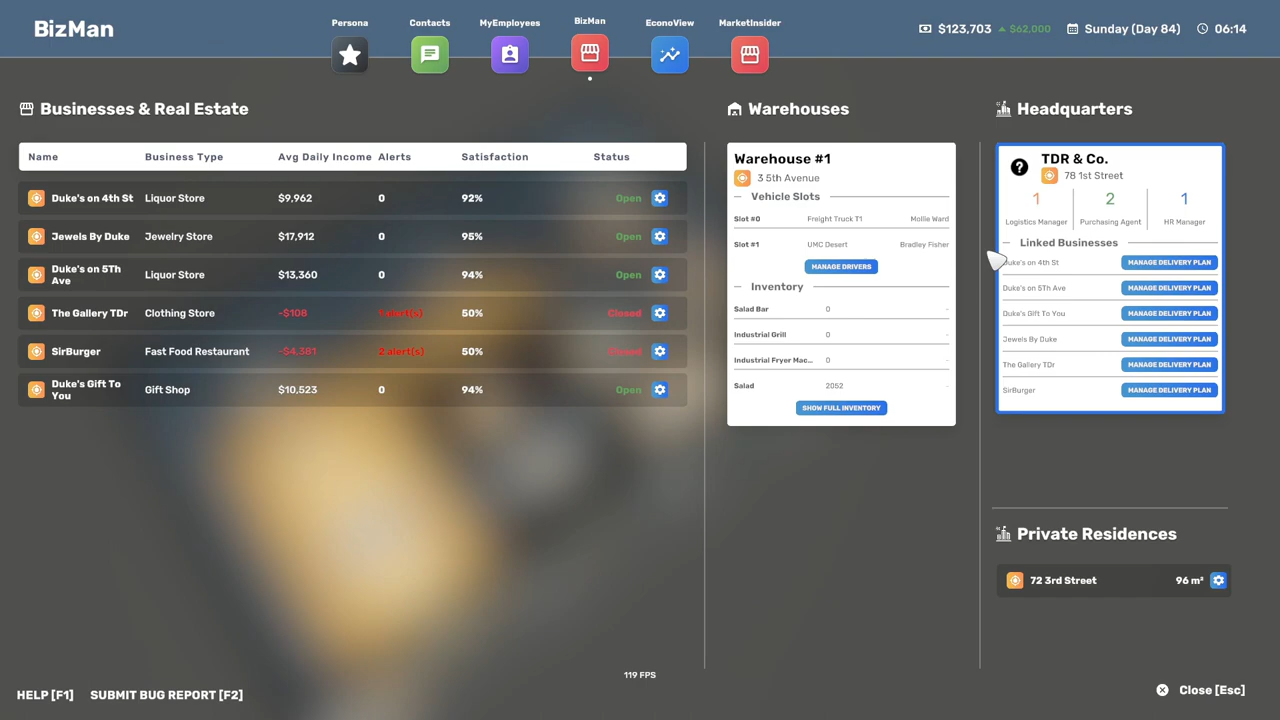 BizMan
Persona
Contacts
MyEmployees
BizMan
EconoView
MarketInsider
$123,703 ▲ $62,000
Sunday (Day 84)
06:14
Businesses & Real Estate
Name Business Type Avg Daily Income Alerts Satisfaction Status
Duke's on 4th St Liquor Store $9,962 0 92% Open
Jewels By Duke Jewelry Store $17,912 0 95% Open
Duke's on 5Th
Ave
Liquor Store $13,360 0 94% Open
The Gallery TDr Clothing Store -$108 alert(s) 50% Closed
SirBurger Fast Food Restaurant -$4,381 2 alert(s) 50% Closed
Duke's Gift To
You
Gift Shop $10,523 0 94% Open
Warehouses
Warehouse #1
3 5th Avenue
Vehicle Slots
Slot #0 Freight Truck T1 Mollie Ward
Slot #1 UMC Desert Bradley Fisher
MANAGE DRIVERS
Inventory
Salad Bar 0 -
Industrial Grill 0 -
Industrial Fryer Mac... 0 -
Salad 2052 -
SHOW FULL INVENTORY
Headquarters
?
TDR & Co.
78 1st Street
1 2 1
Logistics Manager Purchasing Agent HR Manager
Linked Businesses
Duke's on 4th St MANAGE DELIVERY PLAN
Duke's on 5Th Ave MANAGE DELIVERY PLAN
Duke's Gift To You MANAGE DELIVERY PLAN
Jewels By Duke MANAGE DELIVERY PLAN
The Gallery TDr MANAGE DELIVERY PLAN
SirBurger MANAGE DELIVERY PLAN
Private Residences
72 3rd Street 96 m²
119 FPS
HELP [F1] SUBMIT BUG REPORT [F2]
Close [Esc]